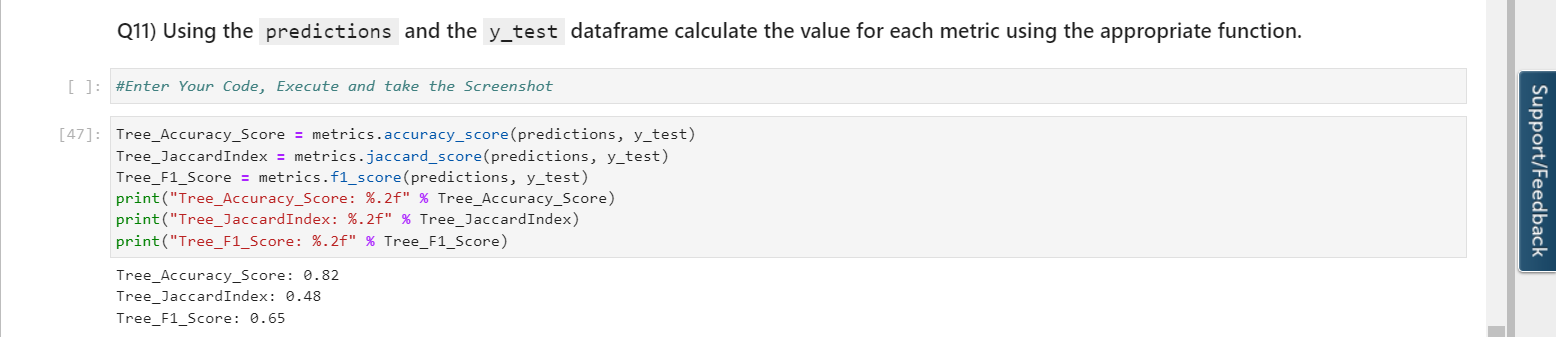 Q11) Using the predictions and the y_test dataframe calculate the value for each metric using the appropriate function.
[ ]: #Enter Your Code, Execute and take the Screenshot
[47]: Tree_Accuracy_Score = metrics.accuracy_score(predictions, y_test)
Tree_JaccardIndex = metrics.jaccard_score(predictions, y_test)
Tree_F1_Score = metrics.f1_score(predictions, y_test)
print("Tree_Accuracy_Score: %.2f" % Tree_Accuracy_Score)
print("Tree_JaccardIndex: %.2f" % Tree_JaccardIndex)
print("Tree_F1_Score: %.2f" % Tree_F1_Score)
Tree_Accuracy_Score: 0.82
Tree_JaccardIndex: 0.48
Tree_F1_Score: 0.65
Support/Feedback